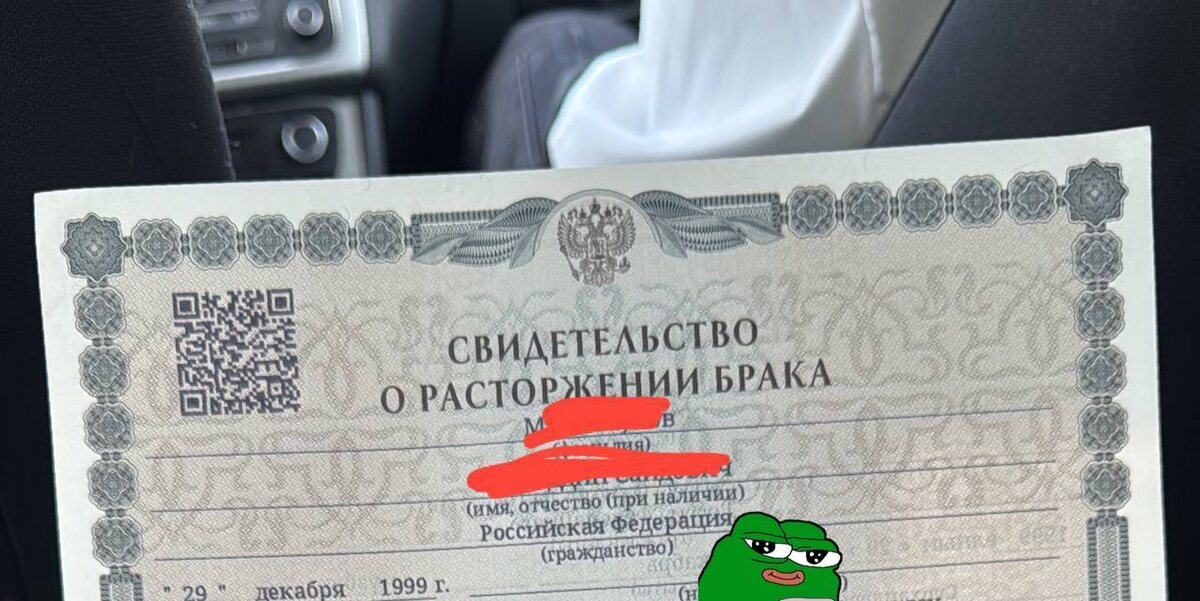 СВИДЕТЕЛЬСТВО
О РАСТОРЖЕНИИ БРАКА
(имя, отчество (при наличии)
Российская Федерация
(гражданство)
" 29 " декабря 1999 г.